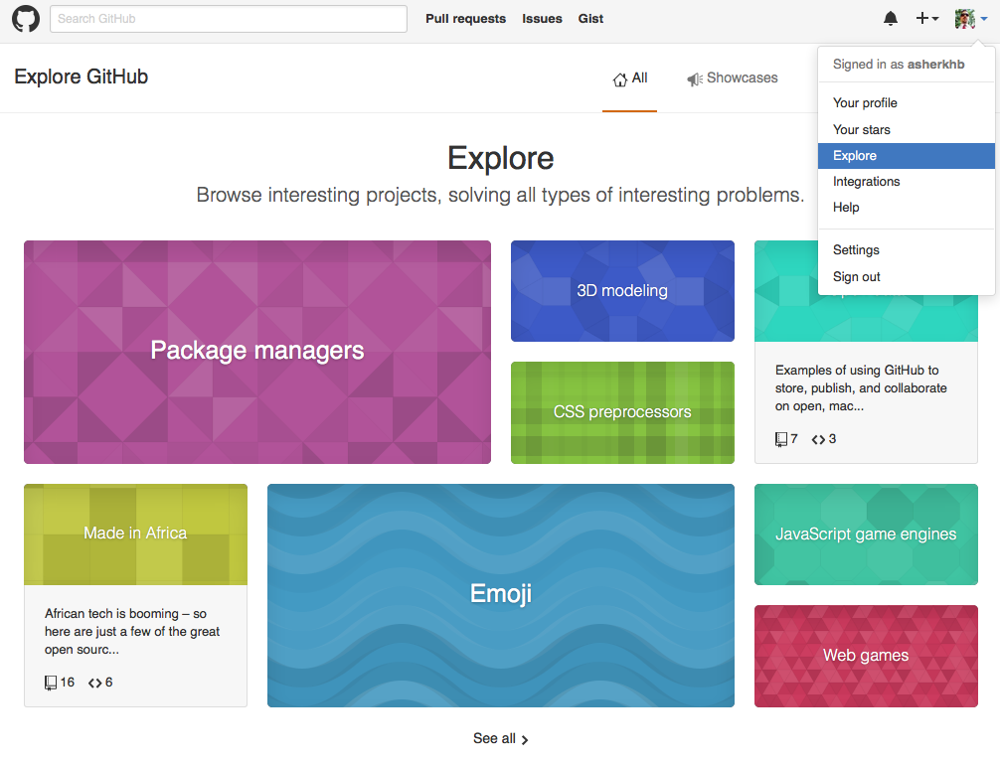 Search GitHub
Pull requests
Issues
Gist
Signed in as asherkhb
Your profile
Your stars
Explore
Integrations
Help
Settings
Sign out
Explore GitHub
All
Showcases
Explore
Browse interesting projects, solving all types of interesting problems.
Package managers
3D modeling
CSS preprocessors
Examples of using GitHub to
store, publish, and collaborate
on open, mac...
7
3
Made in Africa
African tech is booming – so
here are just a few of the great
open sourc...
16
6
Emoji
JavaScript game engines
Web games
See all